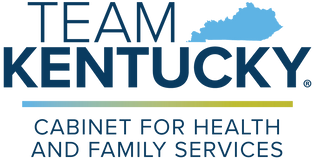 TEAM
KENTUCKY®
CABINET FOR HEALTH
AND FAMILY SERVICES